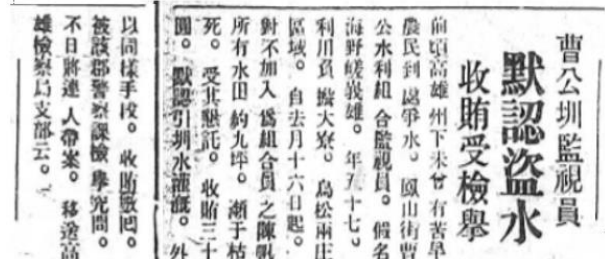 曹公圳監視員
默認盜水
收賄受檢舉
前頃高雄州下未曾有苦旱
農民到處爭水。鳳山街曹
公水利組合監視員。假名
海野嵯峩雄。年五十七。
利用負擔大寮。鳥松兩庄
區域。自去月十六日起。
對不加入為組合員之陳
所有水田約九坪。瀕于枯
死。受其懇託。收賄三十
圓。默認引圳水灌漑。外
以同樣手段。收賄數回。
被該郡警察課檢舉究問。
不日將連人帶案。移送高
雄檢察局支部云。